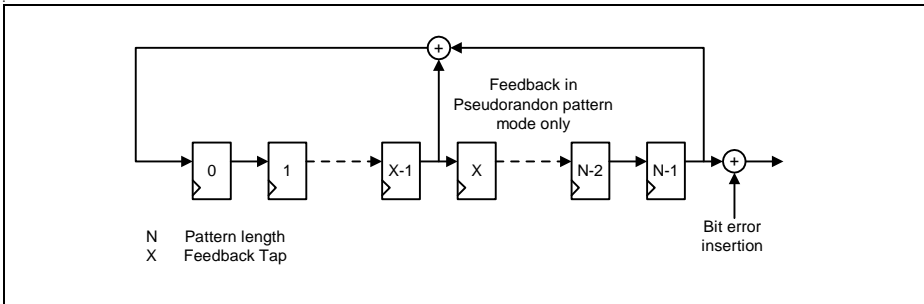 +
Feedback in
Pseudorandon pattern
mode only
0
1
X-1
X
N-2
N-1
+
Bit error
insertion
N Pattern length
X Feedback Tap